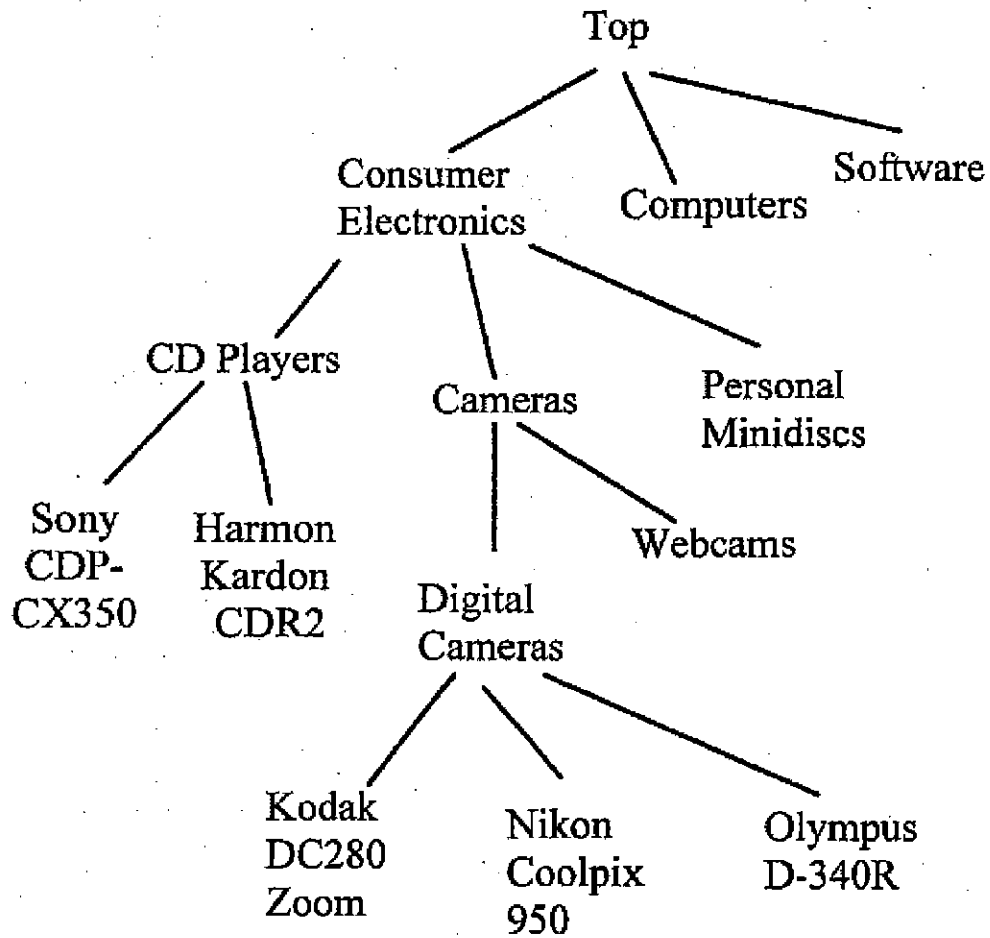 Top
Consumer
Electronics
Computers
Software
CD Players
Cameras
Personal
Minidiscs
Sony
CDP-
CX350
Harmon
Kardon
CDR2
Webcams
Digital
Cameras
Kodak
DC280
Zoom
Nikon
Coolpix
950
Olympus
D-340R